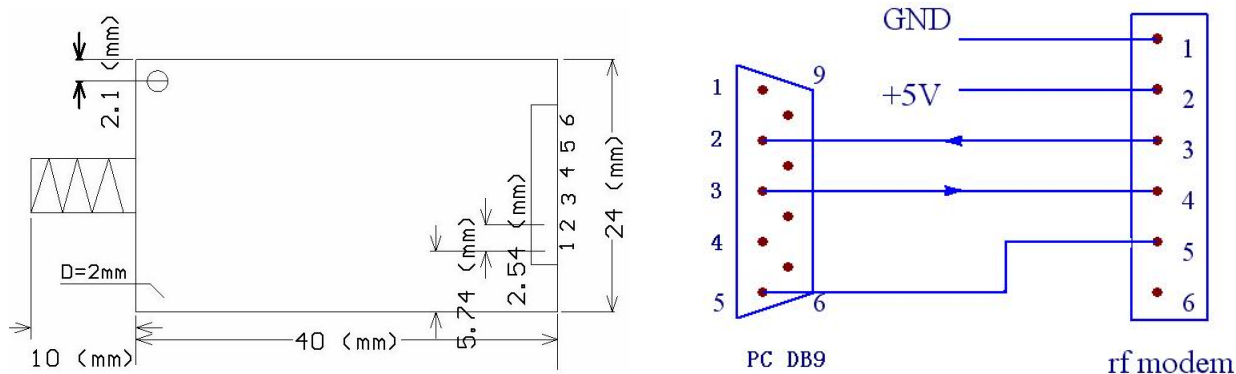 2.1 (mm)
D=2mm
10 (mm)
40 (mm)
5.74 (mm)
2.54 (mm)
1 2 3 4 5 6
24 (mm)
GND
+5V
1
2
3
4
5
9
6
PC DB9
1
2
3
4
5
6
rf modem